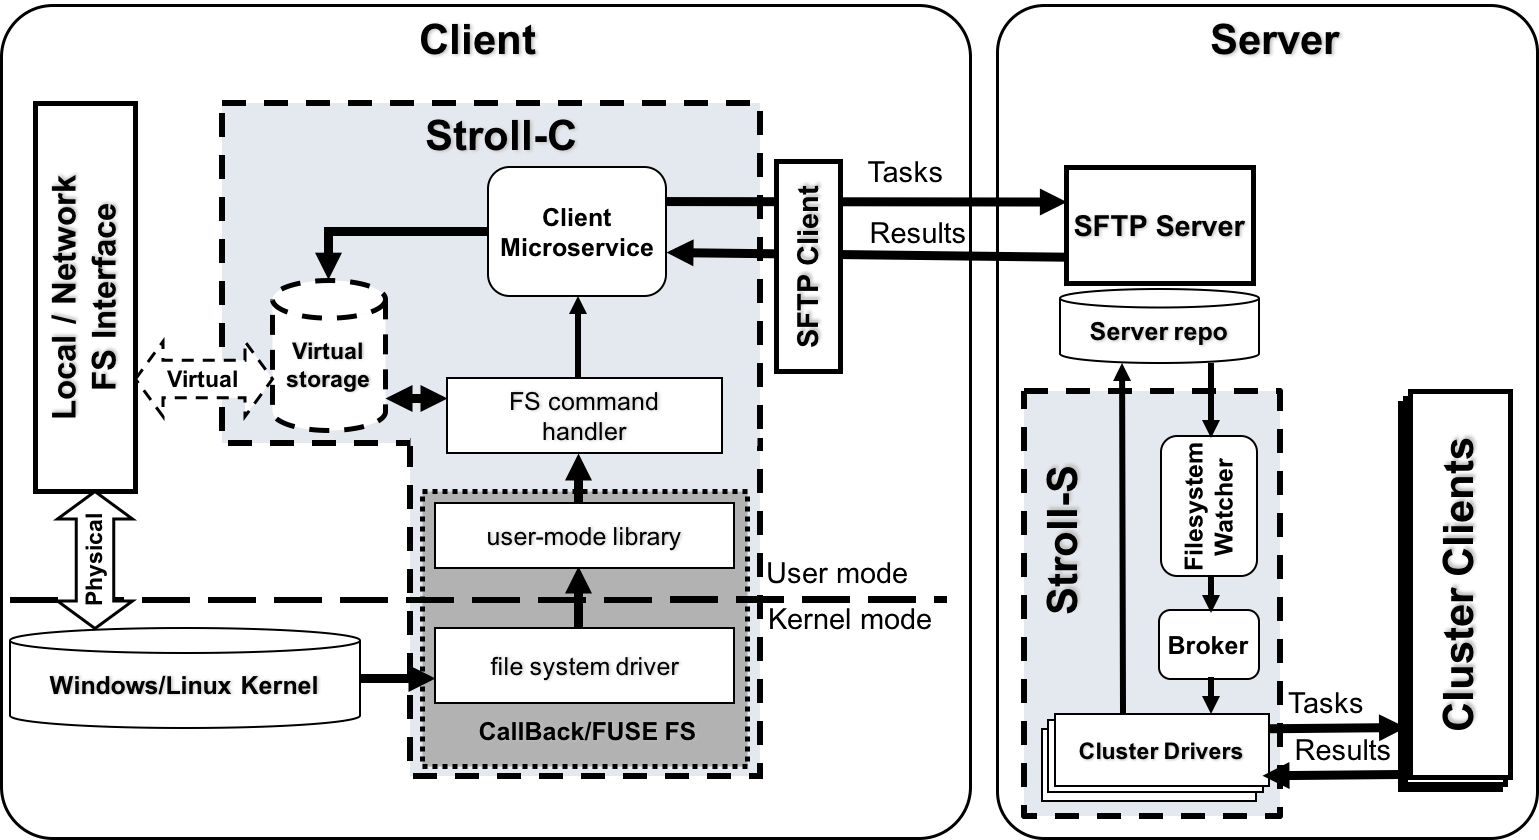 Client
Server
Stroll-C
Local / Network
FS Interface
Client
Microservice
SFTP Client
Tasks
Results
SFTP Server
Server repo
Virtual
Virtual
storage
FS command
handler
user-mode library
User mode
Kernel mode
Physical
Windows/Linux Kernel
file system driver
CallBack/FUSE FS
Stroll-S
Filesystem
Watcher
Broker
Cluster Drivers
Tasks
Results
Cluster Clients